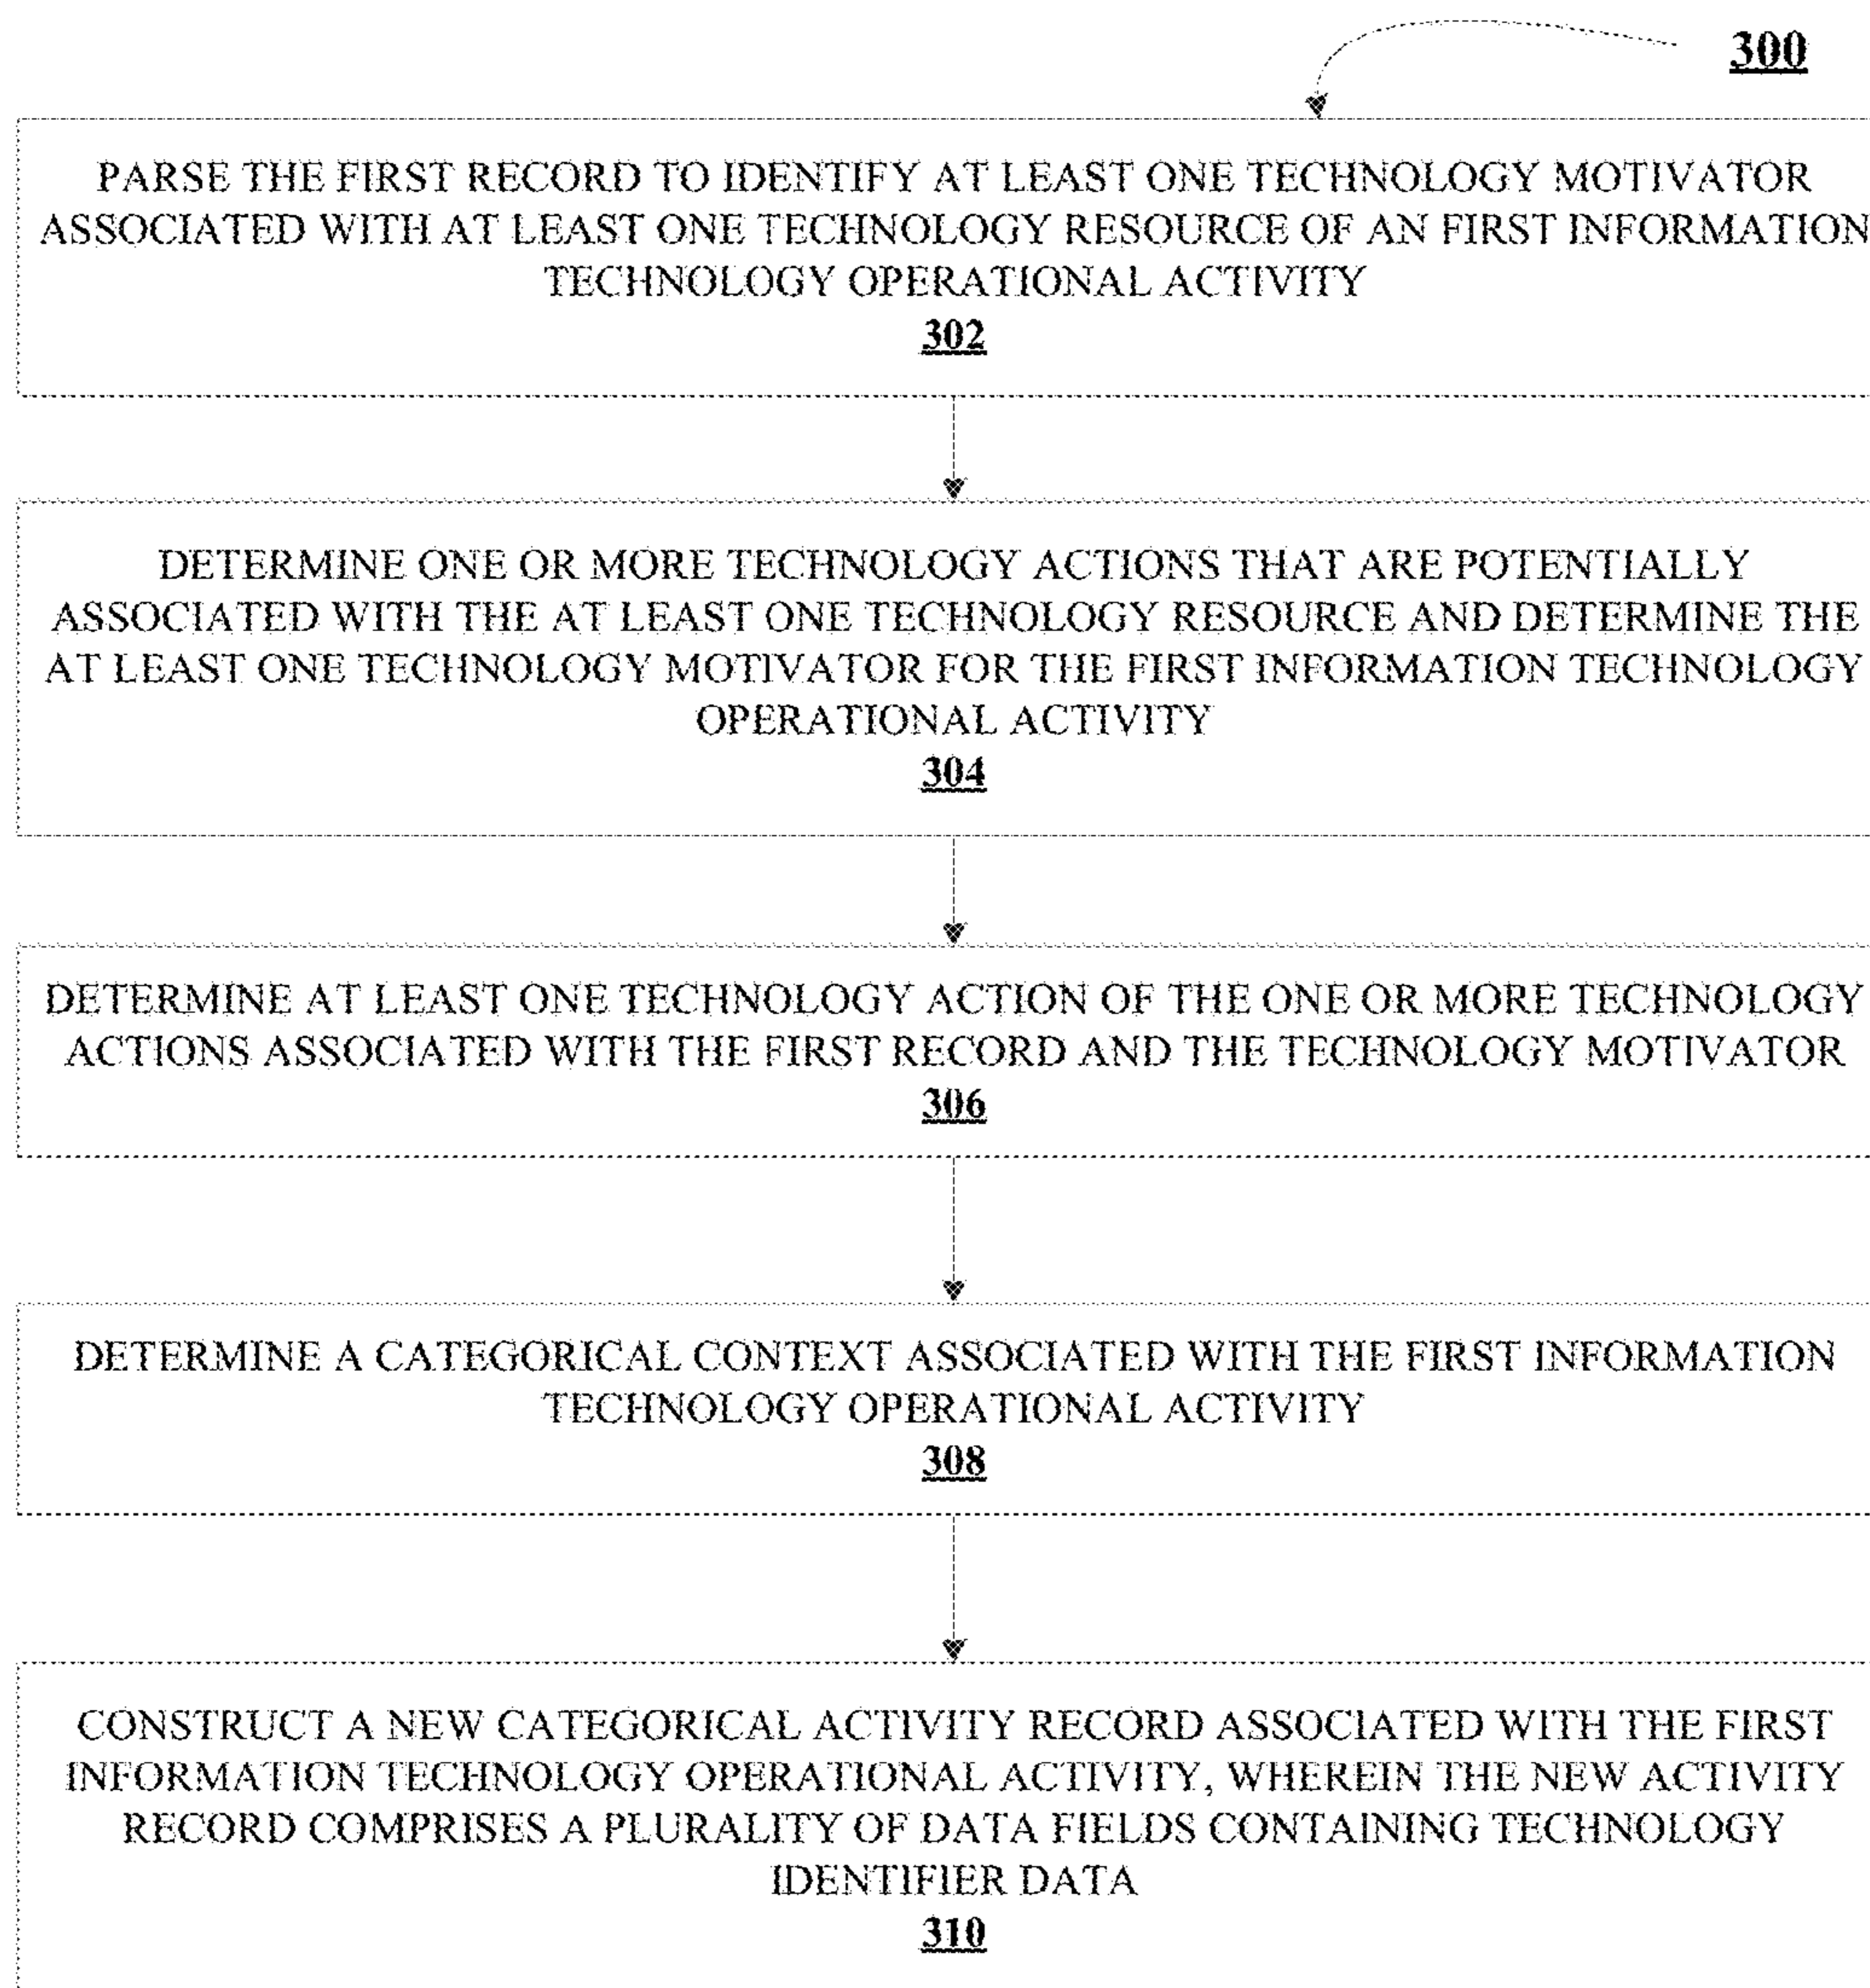 300
PARSE THE FIRST RECORD TO IDENTIFY AT LEAST ONE TECHNOLOGY MOTIVATOR
ASSOCIATED WITH AT LEAST ONE TECHNOLOGY RESOURCE OF AN FIRST INFORMATION
TECHNOLOGY OPERATIONAL ACTIVITY
302
DETERMINE ONE OR MORE TECHNOLOGY ACTIONS THAT ARE POTENTIALLY
ASSOCIATED WITH THE AT LEAST ONE TECHNOLOGY RESOURCE AND DETERMINE THE
AT LEAST ONE TECHNOLOGY MOTIVATOR FOR THE FIRST INFORMATION TECHNOLOGY
OPERATIONAL ACTIVITY
304
DETERMINE AT LEAST ONE TECHNOLOGY ACTION OF THE ONE OR MORE TECHNOLOGY
ACTIONS ASSOCIATED WITH THE FIRST RECORD AND THE TECHNOLOGY MOTIVATOR
306
DETERMINE A CATEGORICAL CONTEXT ASSOCIATED WITH THE FIRST INFORMATION
TECHNOLOGY OPERATIONAL ACTIVITY
308
CONSTRUCT A NEW CATEGORICAL ACTIVITY RECORD ASSOCIATED WITH THE FIRST
INFORMATION TECHNOLOGY OPERATIONAL ACTIVITY, WHEREIN THE NEW ACTIVITY
RECORD COMPRISES A PLURALITY OF DATA FIELDS CONTAINING TECHNOLOGY
IDENTIFIER DATA
310